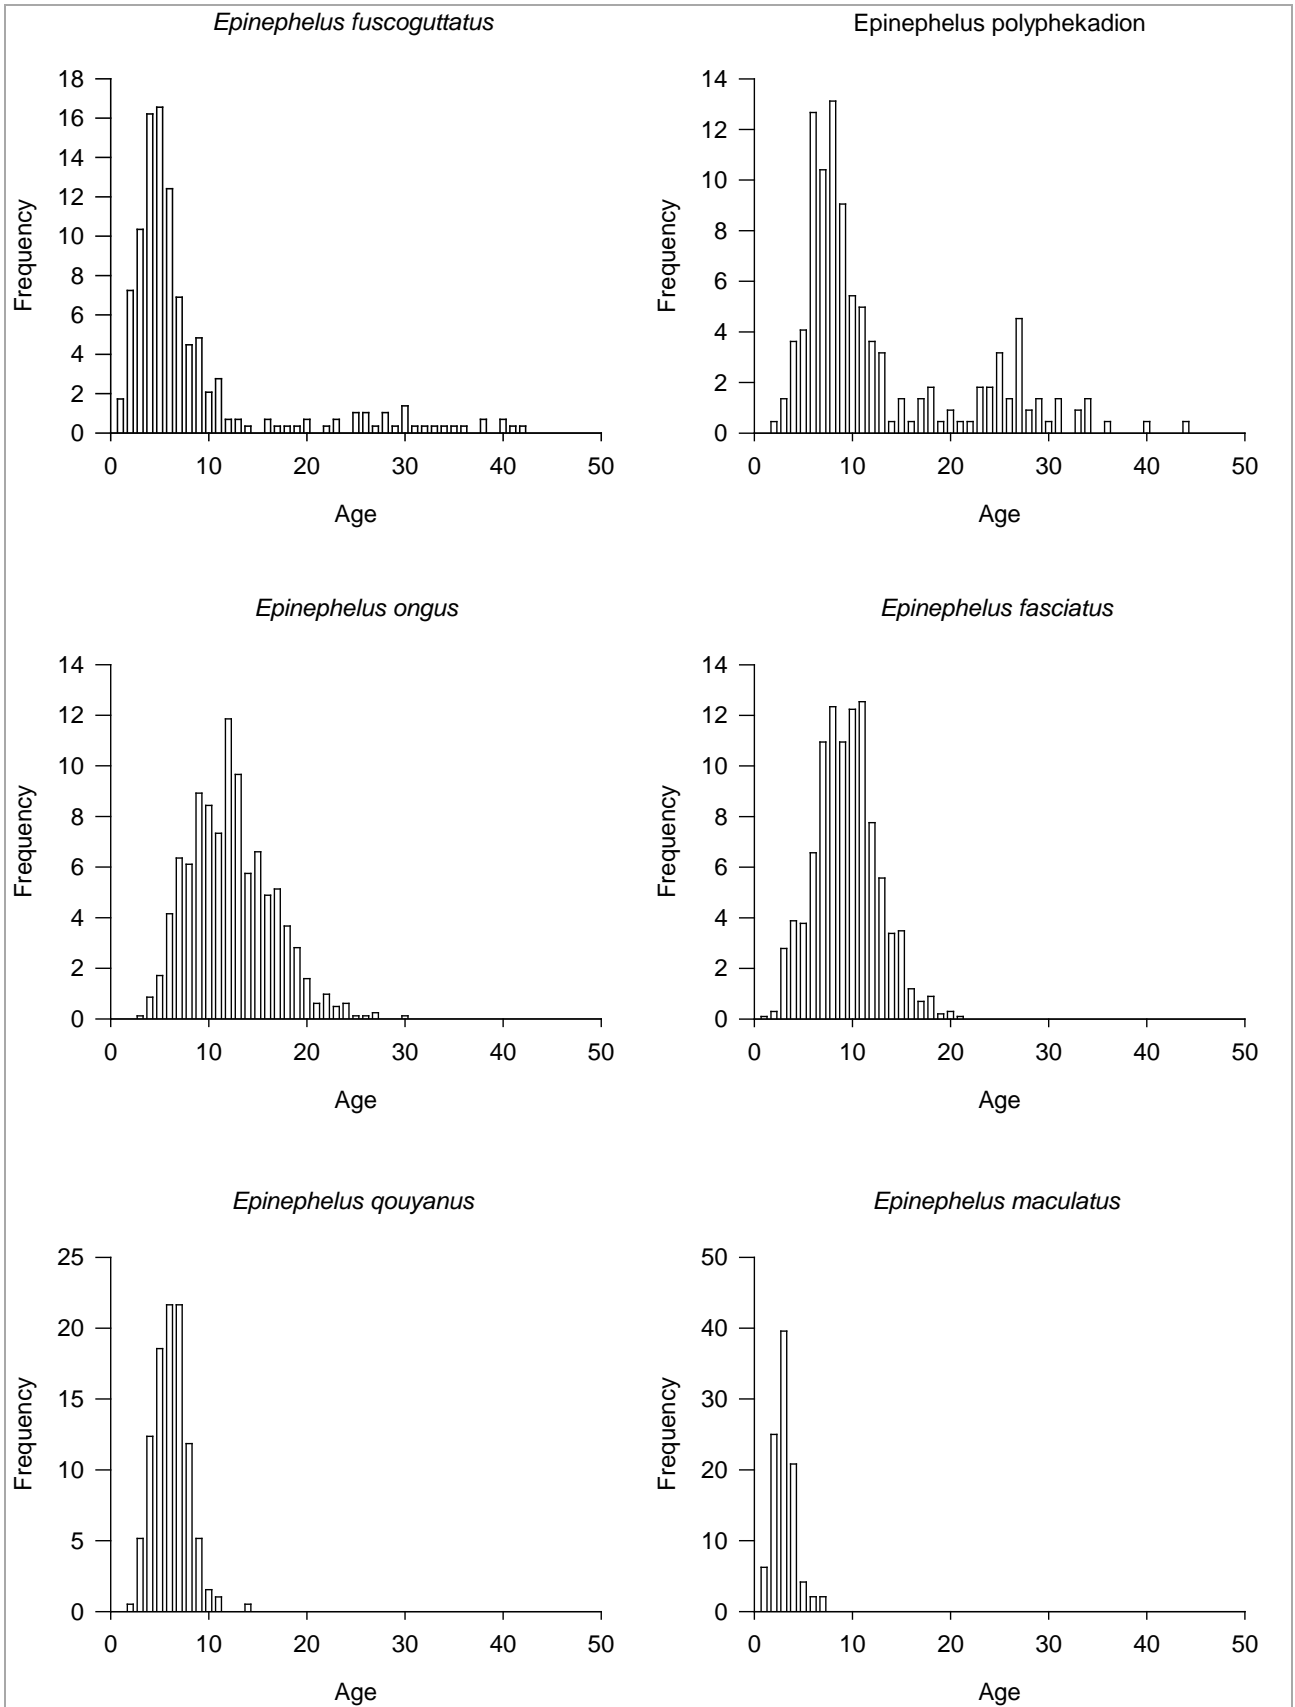 Epinephelus fuscoguttatus
18
16
14
12
10
8
6
4
2
0
Frequency
0 10 20 30 40 50
Age
Epinephelus polyphekadion
14
12
10
8
6
4
2
0
Frequency
0 10 20 30 40 50
Age
Epinephelus ongus
14
12
10
8
6
4
2
0
Frequency
0 10 20 30 40 50
Age
Epinephelus fasciatus
14
12
10
8
6
4
2
0
Frequency
0 10 20 30 40 50
Age
Epinephelus qouyanus
25
20
15
10
5
0
Frequency
0 10 20 30 40 50
Age
Epinephelus maculatus
50
40
30
20
10
0
Frequency
0 10 20 30 40 50
Age